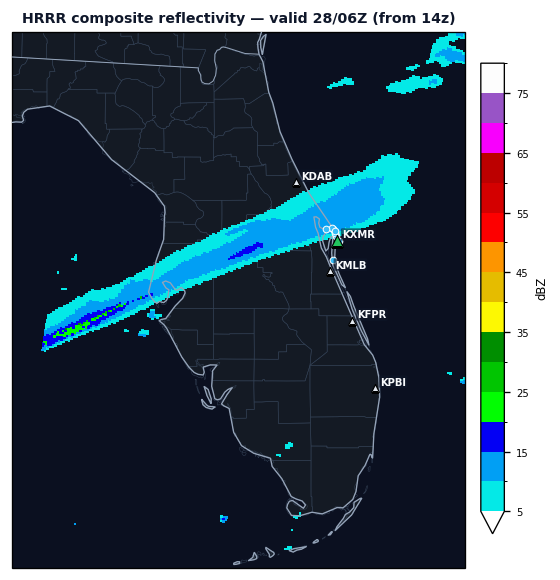 HRRR composite reflectivity — valid 28/06Z (from 14z)
KDAB
KXMR
KMLB
KFPR
KPBI
75
65
55
45
35
25
15
5
dBZ